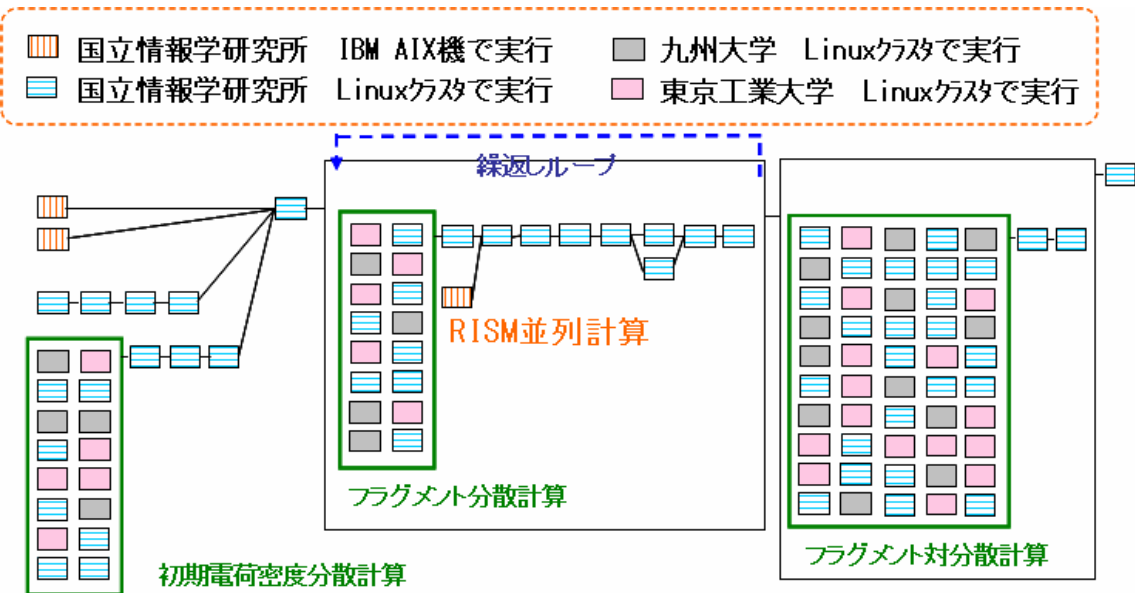 国立情報学研究所 IBM AIX機で実行
九州大学 Linuxクラスタで実行
国立情報学研究所 Linuxクラスタで実行
東京工業大学 Linuxクラスタで実行
繰返しループ
RISM並列計算
フラグメント分散計算
フラグメント対分散計算
初期電荷密度分散計算